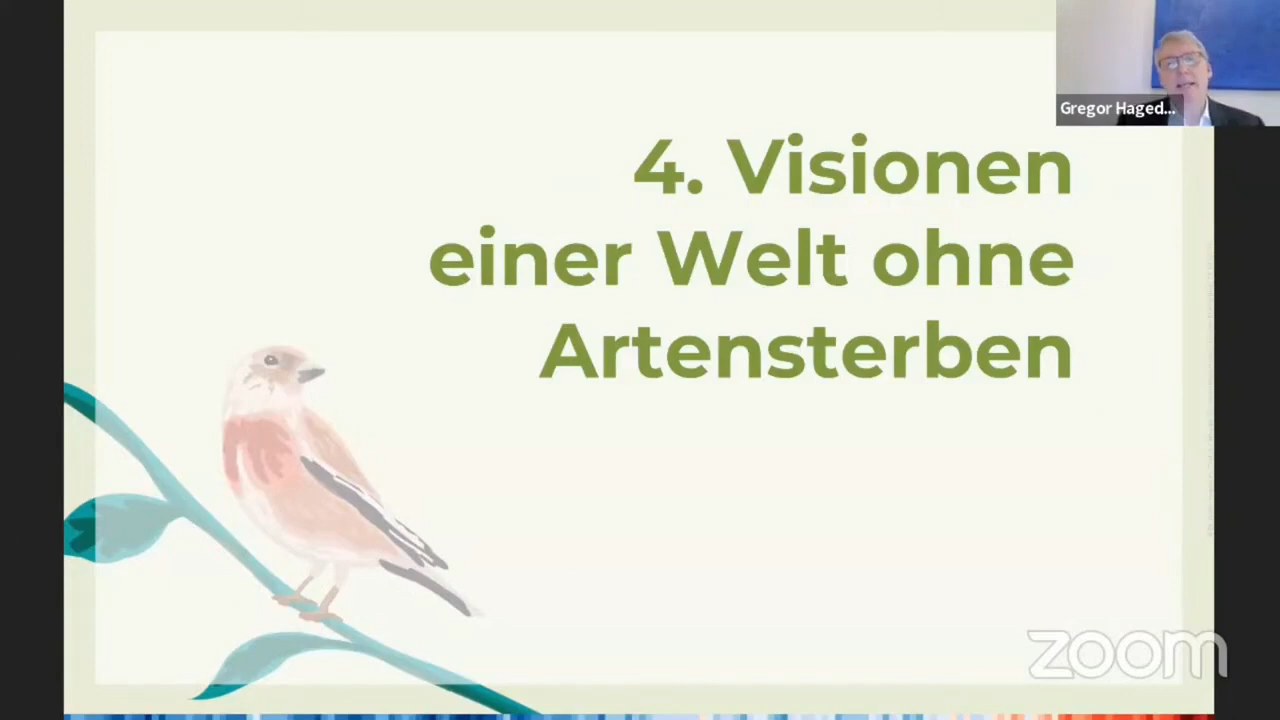 Gregor Haged...
4. Visionen
einer Welt ohne
Artensterben
zoom